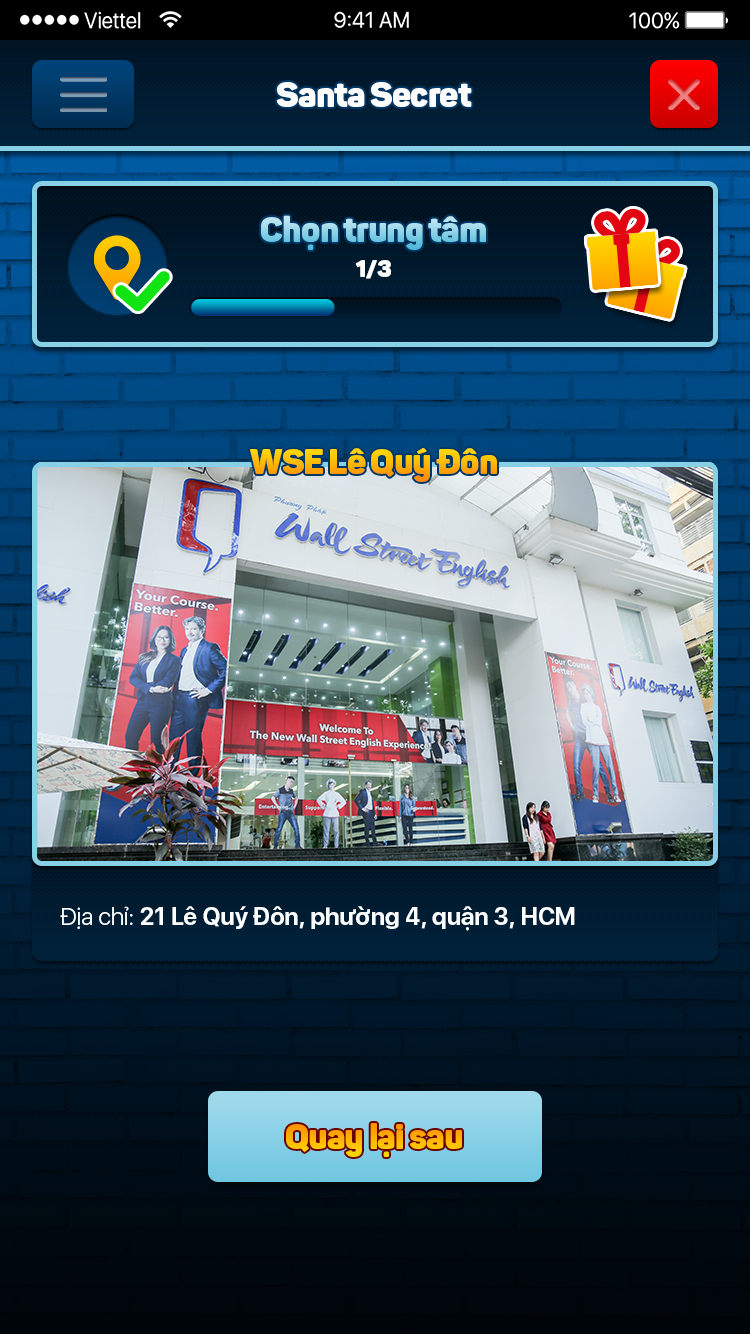 Viettel
9:41 AM
100%
Santa Secret
Chọn trung tâm
1/3
WSE Lê Quý Đôn
Phương Pháp
Wall Street English
lish
Your Course.
Better.
Your Course.
Better.
Wall Street English
Welcome To
The New Wall Street English Experience
Địa chỉ: 21 Lê Quý Đôn, phường 4, quận 3, HCM
Quay lại sau